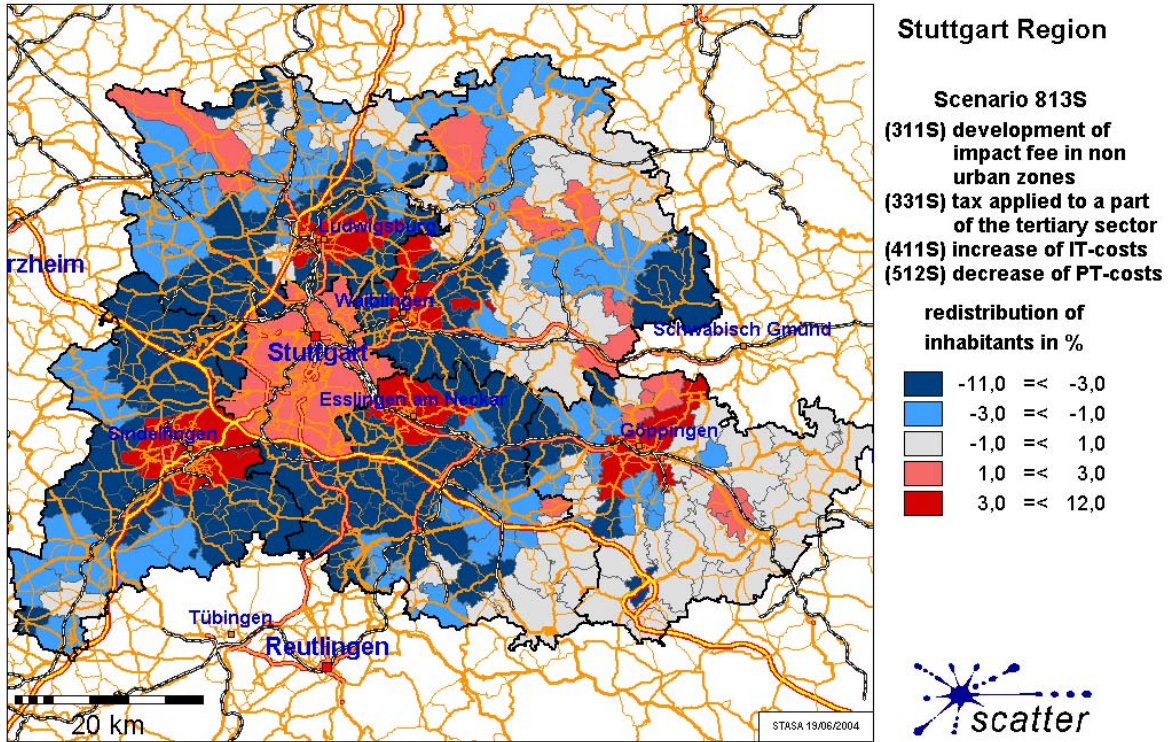 Stuttgart Region
Scenario 813S
(311S) development of
impact fee in non
urban zones
(331S) tax applied to a part
of the tertiary sector
(411S) increase of IT-costs
(512S) decrease of PT-costs
redistribution of
inhabitants in %
-11,0 =< -3,0
-3,0 =< -1,0
-1,0 =< 1,0
1,0 =< 3,0
3,0 =< 12,0
Ludwigsburg
rzheim
Waiblingen
Schwäbisch Gmünd
Stuttgart
Esslingen am Neckar
Göppingen
Sindelfingen
Tübingen
Reutlingen
20 km
STASA 19/06/2004
scatter